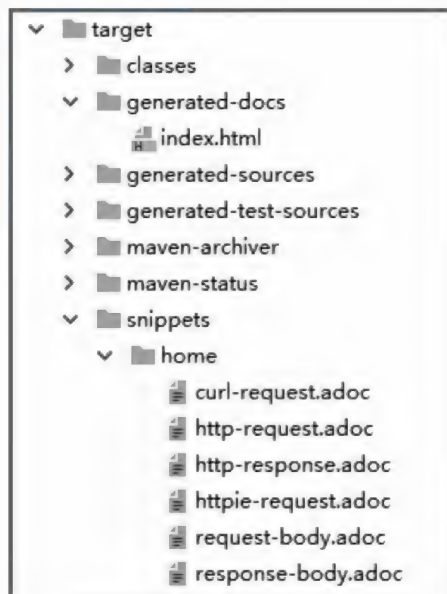 target
classes
generated-docs
index.html
generated-sources
generated-test-sources
maven-archiver
maven-status
snippets
home
curl-request.adoc
http-request.adoc
http-response.adoc
httpie-request.adoc
request-body.adoc
response-body.adoc